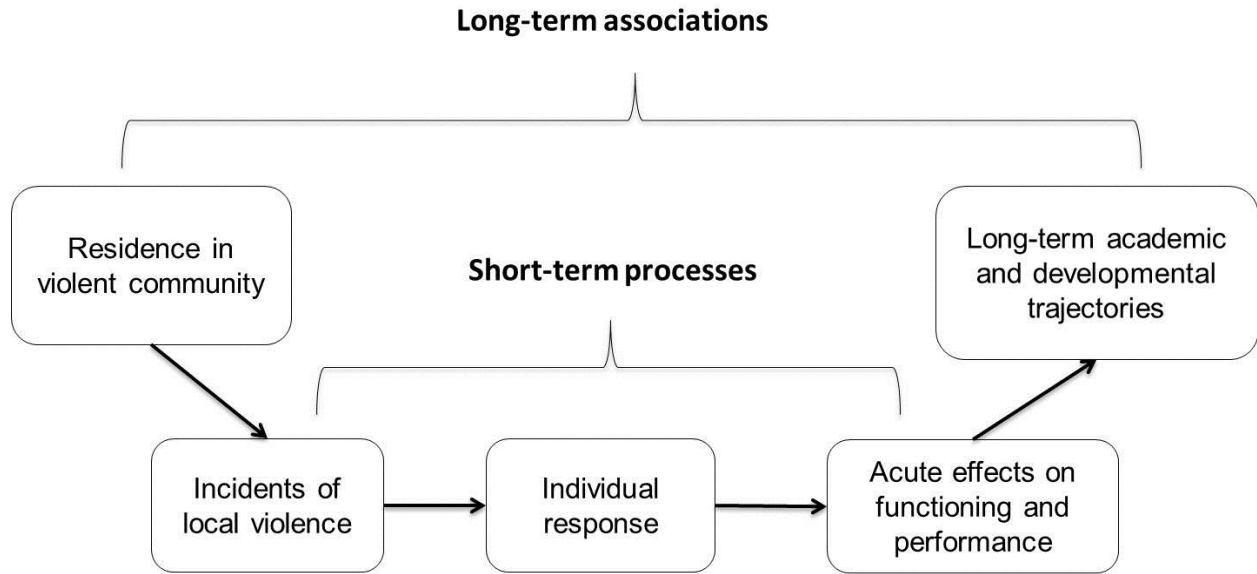 Long-term associations
Residence in
violent community
Short-term processes
Long-term academic
and developmental
trajectories
Incidents of
local violence
Individual
response
Acute effects on
functioning and
performance